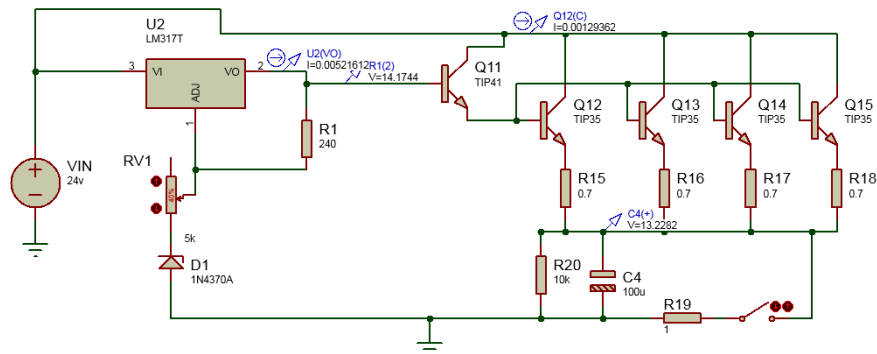 U2
LM317T
3
VI
VO
2
ADJ
1
U2(VO)
I=0.00521612
R1(2)
V=14.1744
Q12(C)
I=0.00129362
Q11
TIP41
Q12
TIP35
Q13
TIP35
Q14
TIP35
Q15
TIP35
R1
240
VIN
24v
RV1
40%
5k
D1
1N4370A
R15
0.7
R16
0.7
R17
0.7
R18
0.7
C4(+)
V=13.2282
R20
10k
C4
100u
R19
1